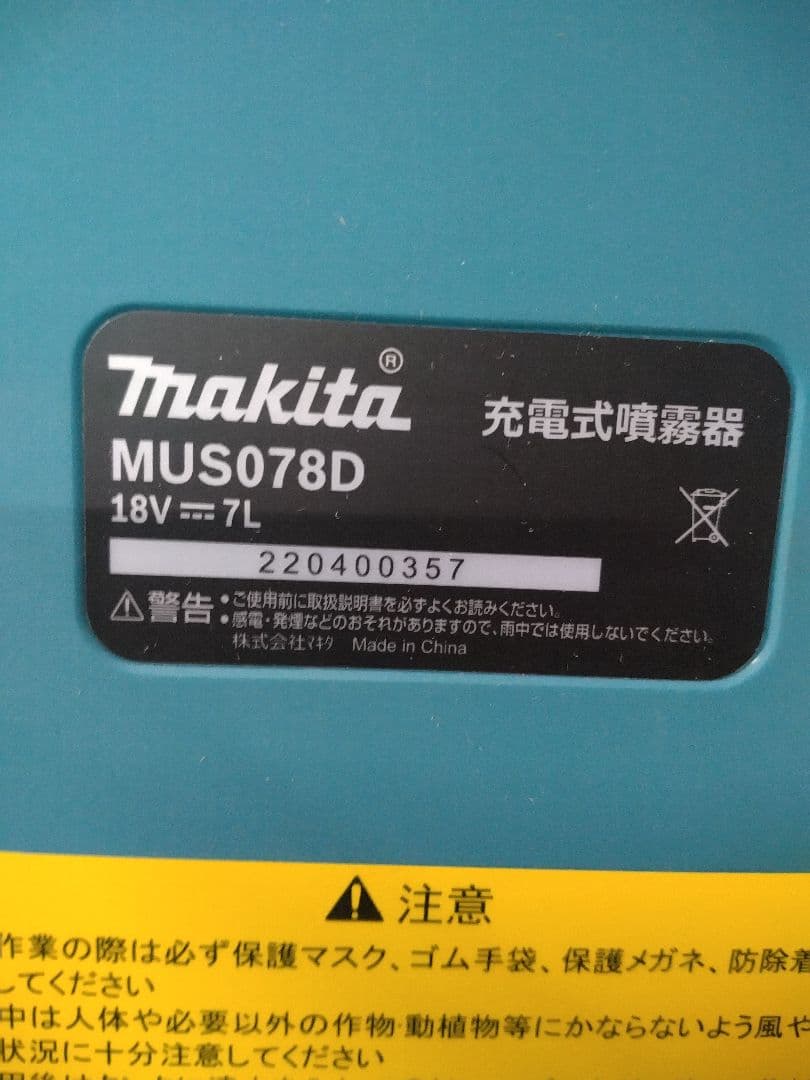 makita®
充電式噴霧器
MUS078D
18V ⎓ 7L
220400357
⚠警告 •ご使用前に取扱説明書を必ずよくお読みください。
•感電・発煙などのおそれがありますので、雨中では使用しないでください。
株式会社マキタ Made in China
⚠ 注意
作業の際は必ず保護マスク、ゴム手袋、保護メガネ、防除着
してください
中は人体や必要以外の作物・動植物等にかならないよう風や
状況に十分注意してください